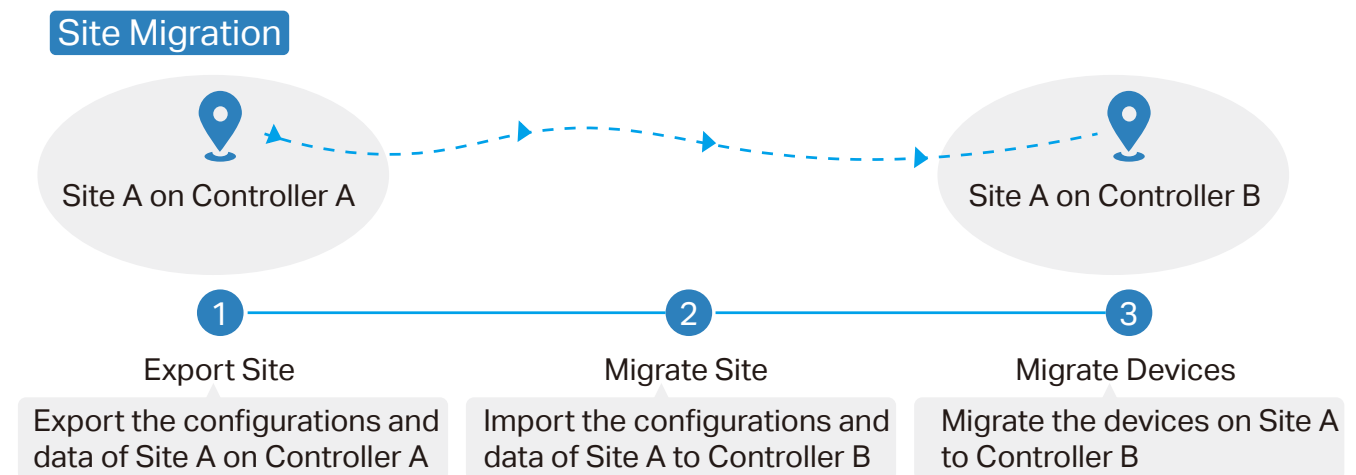 Site Migration
Site A on Controller A
Site A on Controller B
1
2
3
Export Site
Migrate Site
Migrate Devices
Export the configurations and
data of Site A on Controller A
Import the configurations and
data of Site A to Controller B
Migrate the devices on Site A
to Controller B